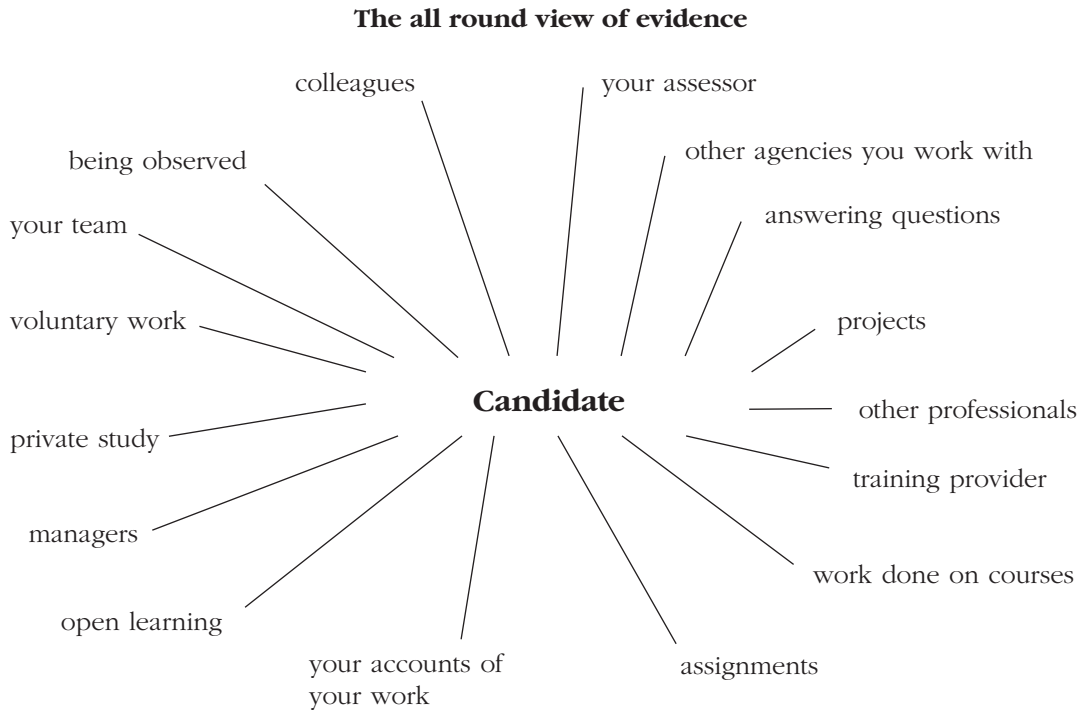 The all round view of evidence
colleagues
your assessor
being observed
other agencies you work with
your team
answering questions
voluntary work
projects
Candidate
private study
other professionals
training provider
managers
work done on courses
open learning
your accounts of
your work
assignments